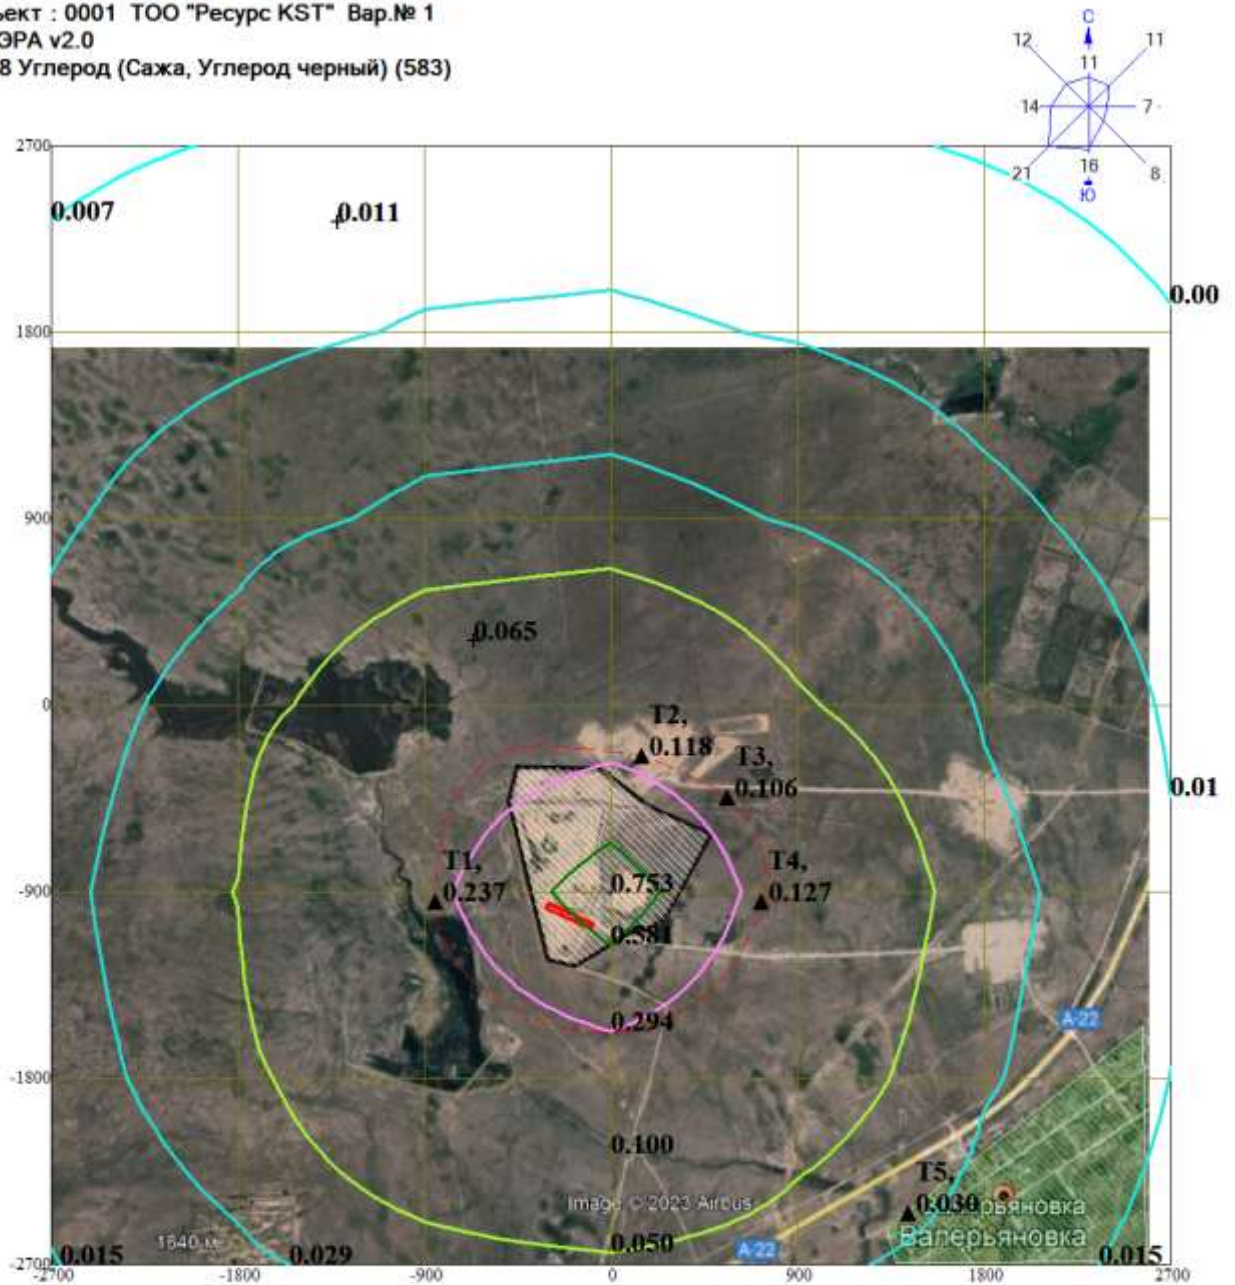 ект : 0001 ТОО "Ресурс KST" Вар.№ 1
ЭРА v2.0
8 Углерод (Сажа, Углерод черный) (583)
С
12
11
11
14
7
21
16
8
Ю
2700
0.007
0.011
0.00
1800
900
0.065
0
T2,
0.118
T3,
0.106
0.01
T1,
0.237
T4,
0.127
-900
0.753
0.581
0.294
A-22
-1800
0.100
T5,
0.030
Image © 2023 Airbus
Валерьяновка
1640 м
0.050
A-22
-2700
0.015
0.029
0.015
-2700
-1800
-900
0
900
1800
2700